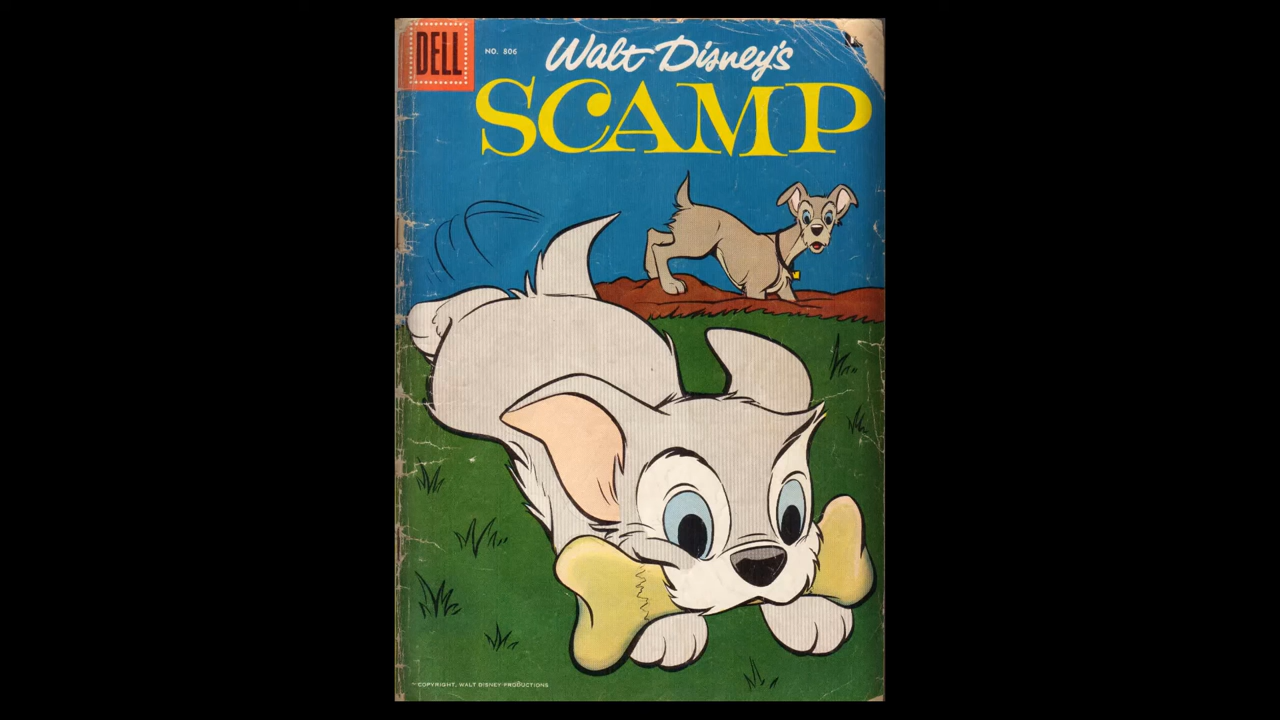 DELL
NO. 806
Walt Disney's
SCAMP
COPYRIGHT, WALT DISNEY PRODUCTIONS